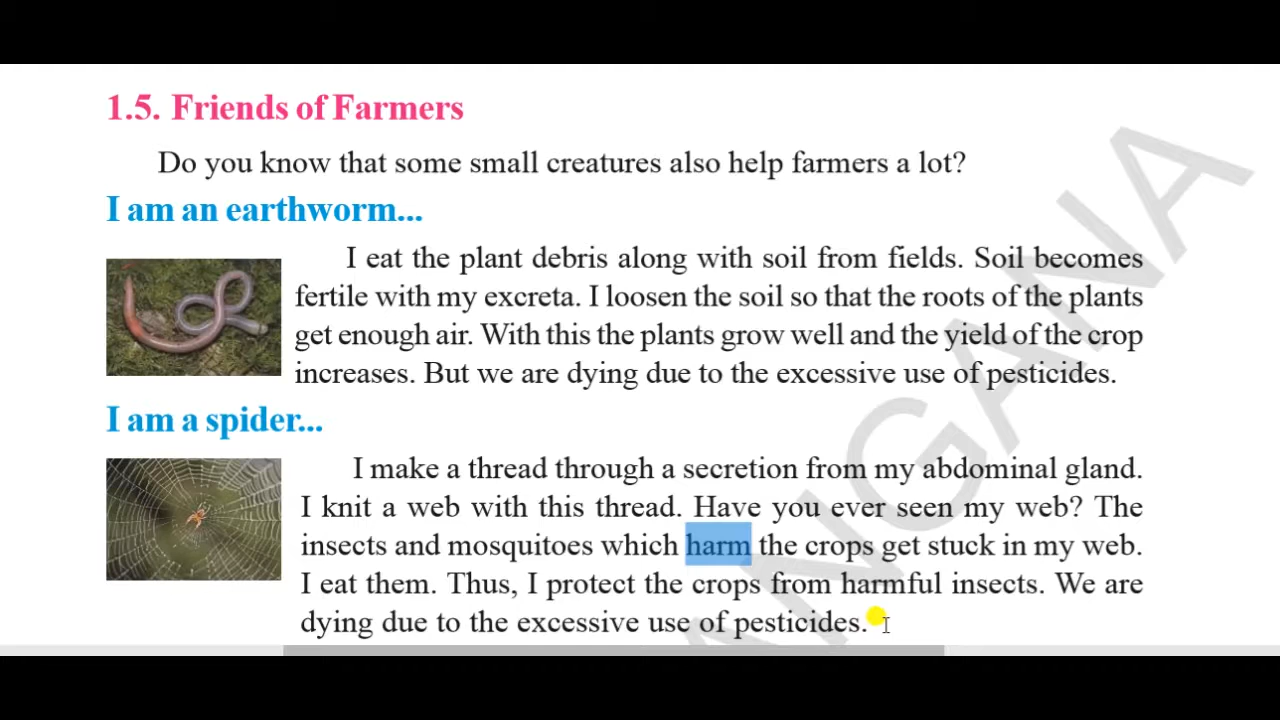 1.5. Friends of Farmers
Do you know that some small creatures also help farmers a lot?
I am an earthworm...
I eat the plant debris along with soil from fields. Soil becomes
fertile with my excreta. I loosen the soil so that the roots of the plants
get enough air. With this the plants grow well and the yield of the crop
increases. But we are dying due to the excessive use of pesticides.
I am a spider...
I make a thread through a secretion from my abdominal gland.
I knit a web with this thread. Have you ever seen my web? The
insects and mosquitoes which harm the crops get stuck in my web.
I eat them. Thus, I protect the crops from harmful insects. We are
dying due to the excessive use of pesticides.
ANGANA